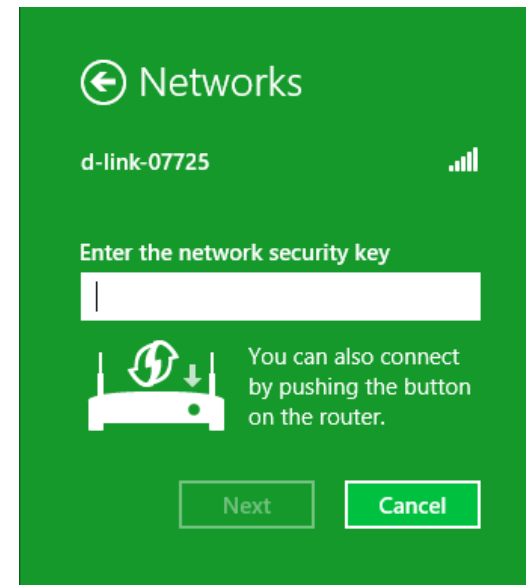 Networks
d-link-07725
Enter the network security key
You can also connect
by pushing the button
on the router.
Next
Cancel